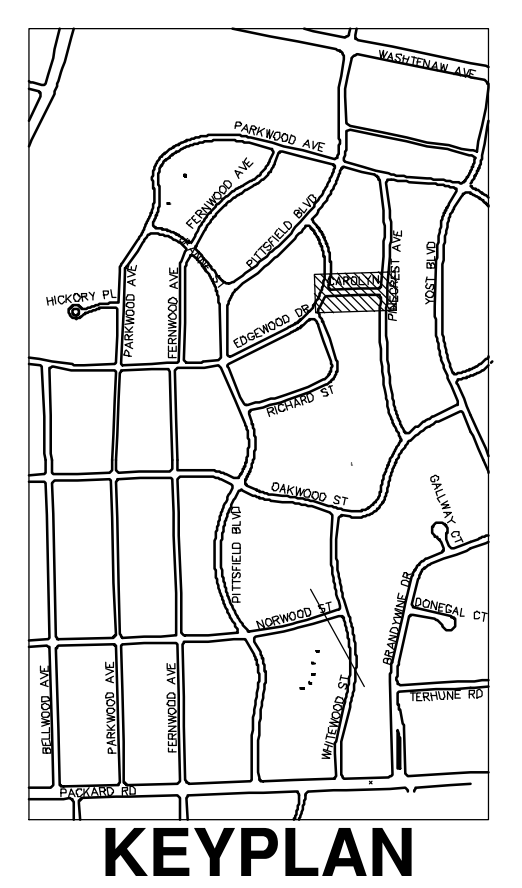 WASHTENAW AVE
PARKWOOD AVE
FERNWOOD AVE
PITTSFIELD BLVD
CAROLYN
PINECREST AVE
YOST BLVD
HICKORY PL
PARKWOOD AVE
FERNWOOD AVE
EDGEWOOD DR
RICHARD ST
OAKWOOD ST
GALLWAY CT
PITTSFIELD BLVD
NORWOOD ST
BRANDYWINE DR
DONEGAL CT
TERHUNE RD
WHITEWOOD ST
BELLWOOD AVE
PARKWOOD AVE
FERNWOOD AVE
PACKARD RD
KEYPLAN